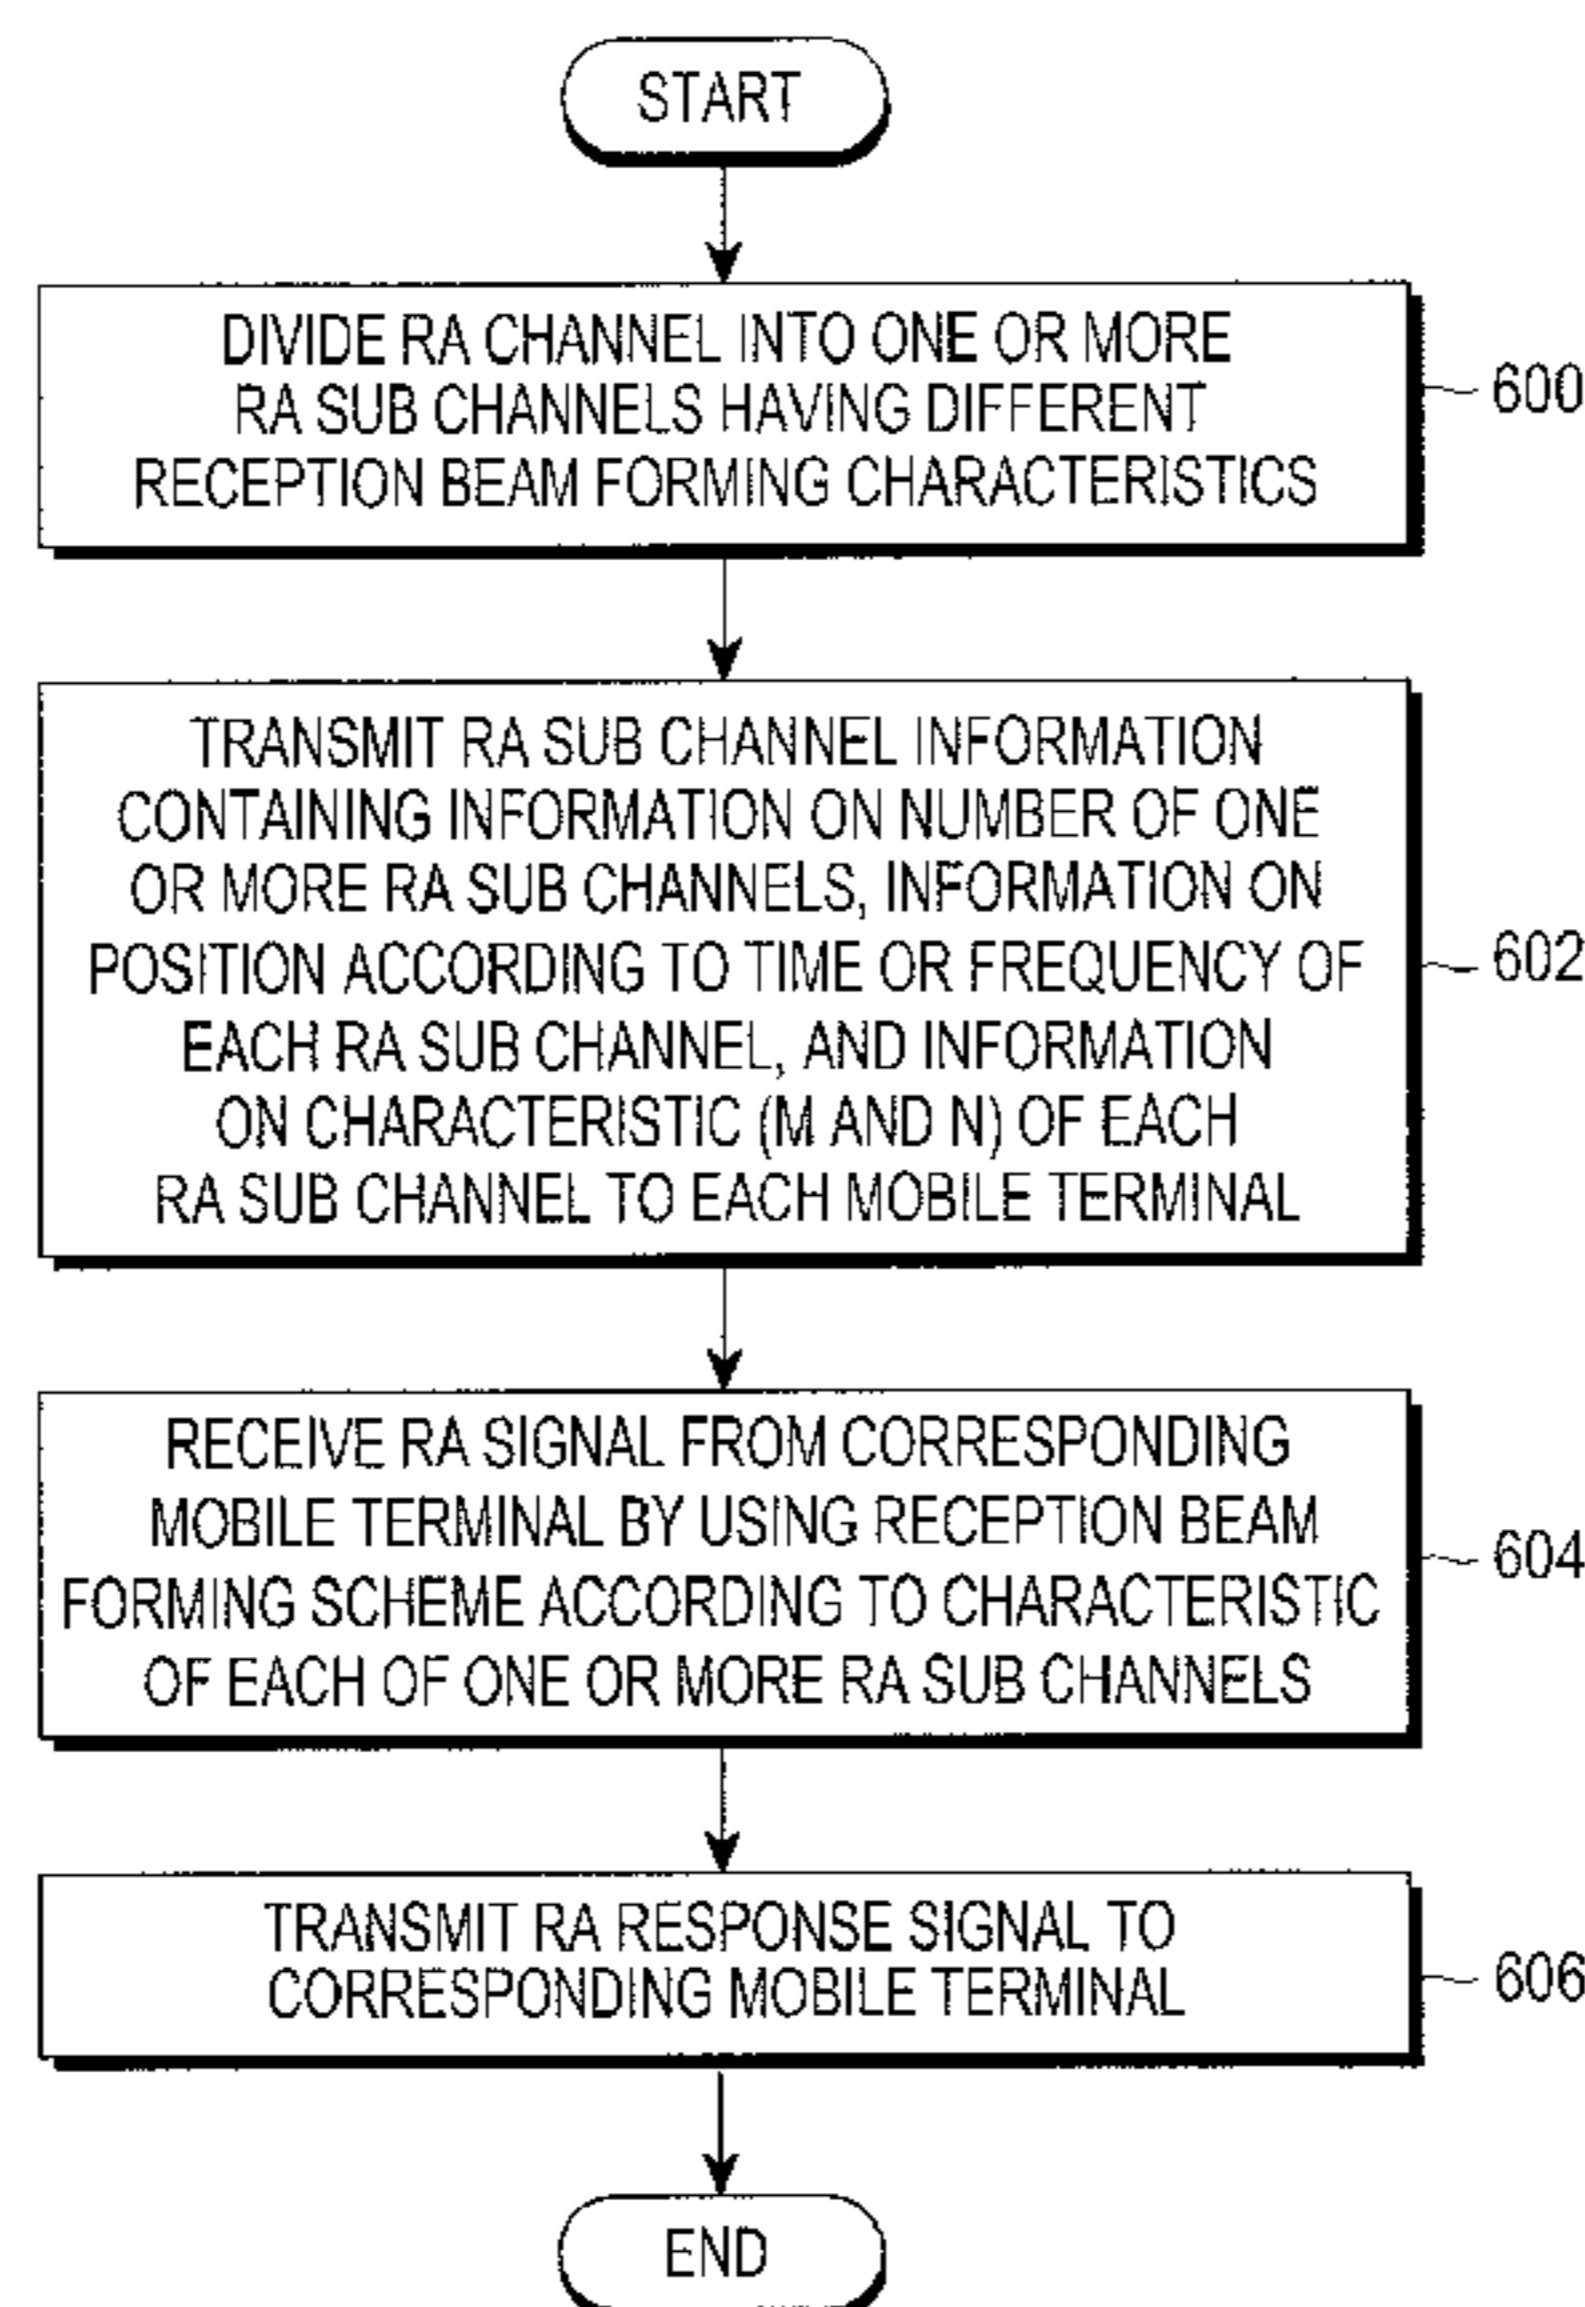 START
DIVIDE RA CHANNEL INTO ONE OR MORE
RA SUB CHANNELS HAVING DIFFERENT
RECEPTION BEAM FORMING CHARACTERISTICS
600
TRANSMIT RA SUB CHANNEL INFORMATION
CONTAINING INFORMATION ON NUMBER OF ONE
OR MORE RA SUB CHANNELS, INFORMATION ON
POSITION ACCORDING TO TIME OR FREQUENCY OF
EACH RA SUB CHANNEL, AND INFORMATION
ON CHARACTERISTIC (M AND N) OF EACH
RA SUB CHANNEL TO EACH MOBILE TERMINAL
602
RECEIVE RA SIGNAL FROM CORRESPONDING
MOBILE TERMINAL BY USING RECEPTION BEAM
FORMING SCHEME ACCORDING TO CHARACTERISTIC
OF EACH OF ONE OR MORE RA SUB CHANNELS
604
TRANSMIT RA RESPONSE SIGNAL TO
CORRESPONDING MOBILE TERMINAL
606
END